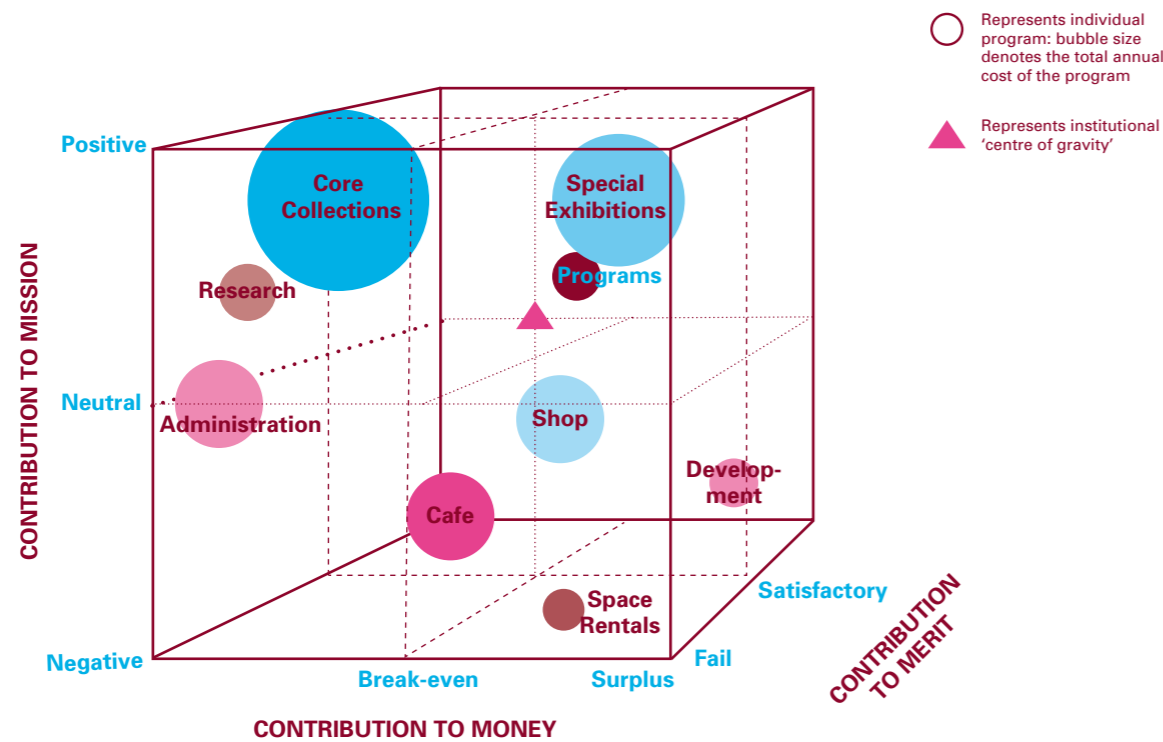 Represents individual
program: bubble size
denotes the total annual
cost of the program
Represents institutional
‘centre of gravity’
Positive
Core
Collections
Special
Exhibitions
Programs
Research
CONTRIBUTION TO MISSION
Neutral
Administration
Shop
Develop-
ment
Cafe
Satisfactory
Space
Rentals
CONTRIBUTION
TO MERIT
Negative
Fail
Break-even
Surplus
CONTRIBUTION TO MONEY